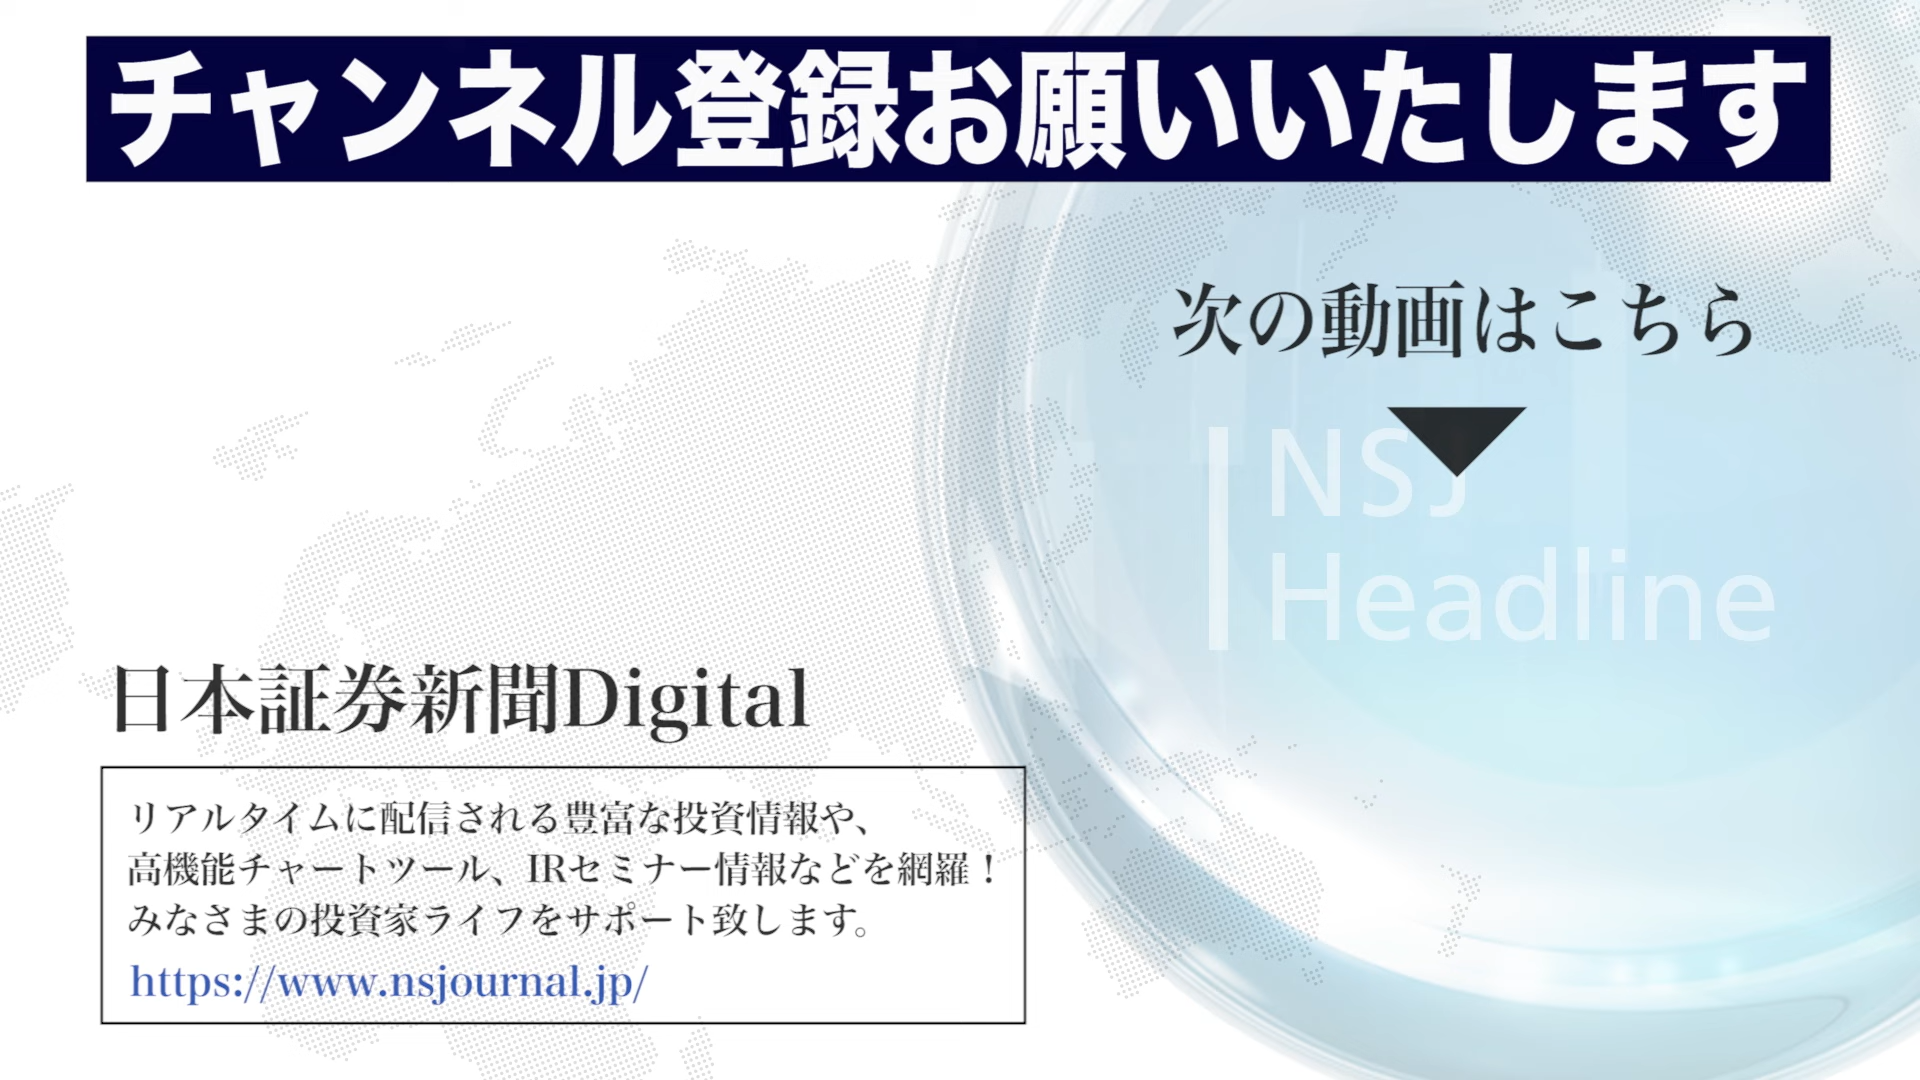 チャンネル登録お願いいたします
次の動画はこちら
NSJ
Headline
日本証券新聞Digital
リアルタイムに配信される豊富な投資情報や、
高機能チャートツール、IRセミナー情報などを網羅！
みなさまの投資家ライフをサポート致します。
https://www.nsjournal.jp/